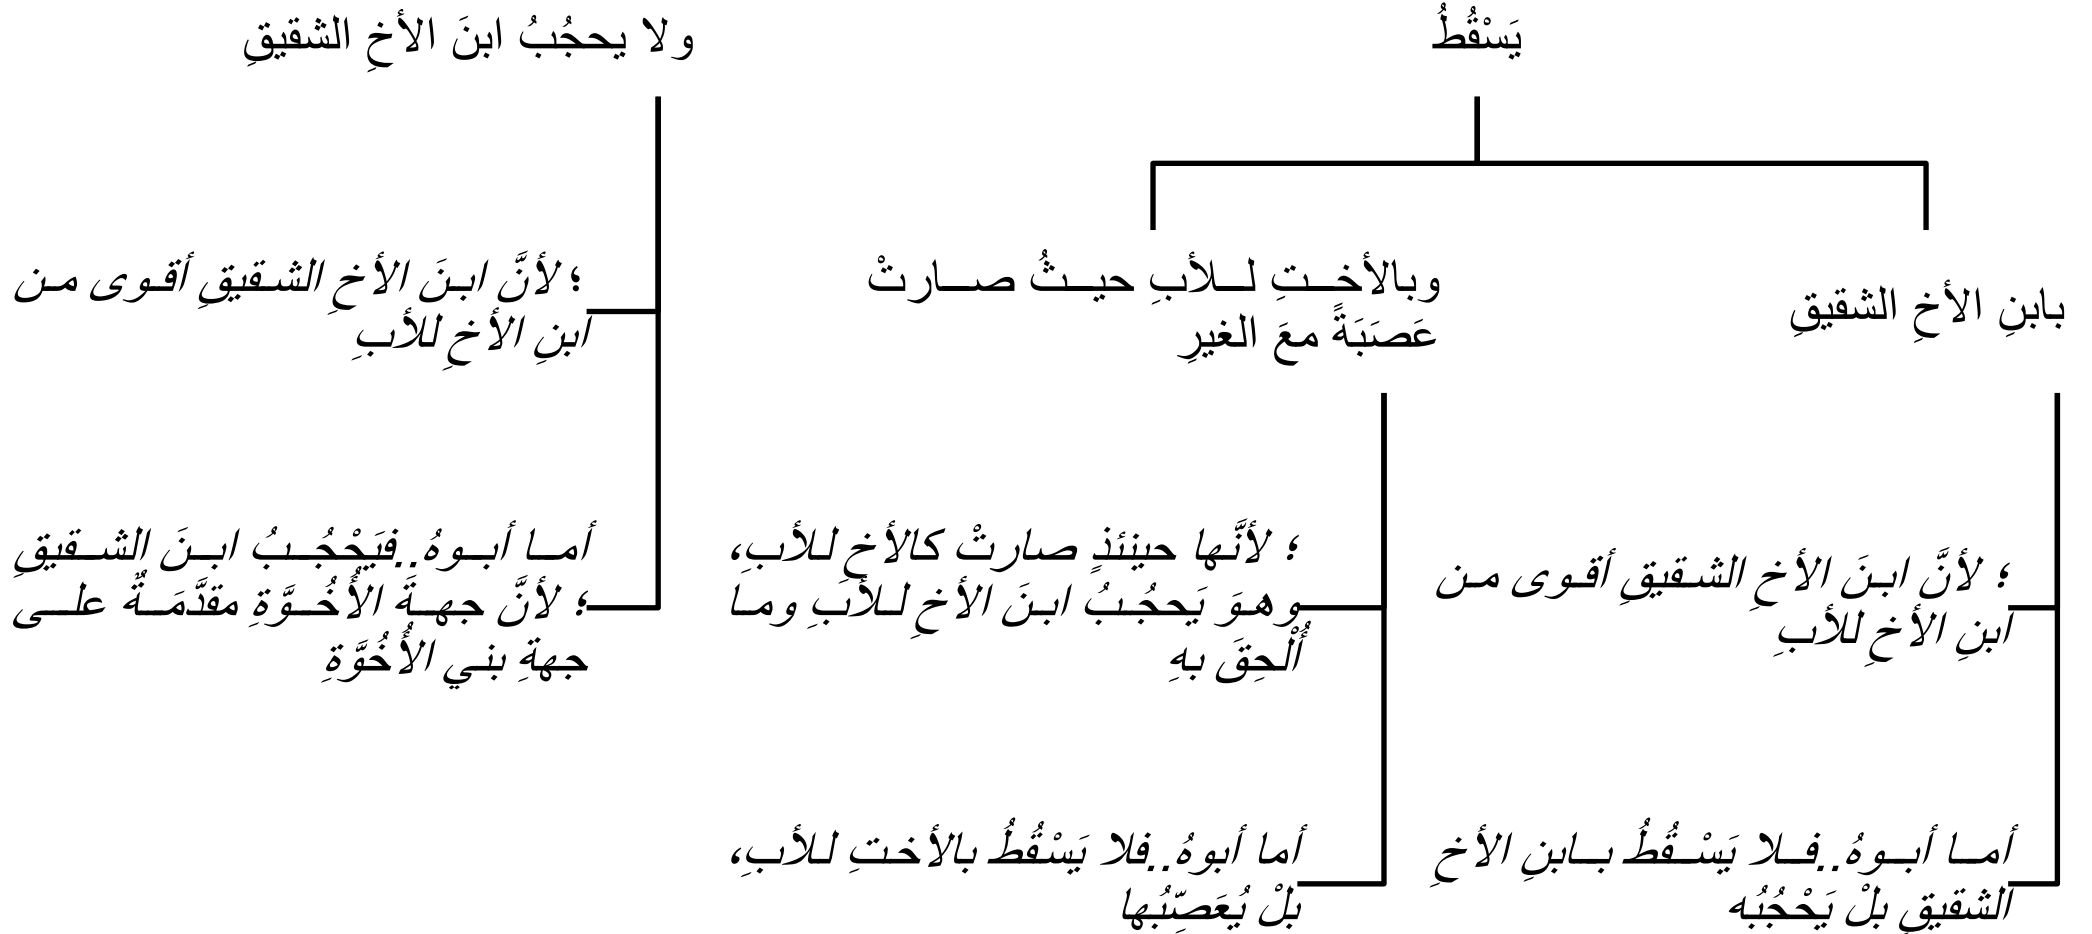 يَسْقُطُ
بابنِ الأخِ الشقيقِ
؛ لأنَّ ابنَ الأخِ الشقيقِ أقوى من
ابنِ الأخِ للأبِ
أما أبوهُ..فلا يَسْقُطُ بابنِ الأخِ
الشقيقِ بلْ يَحْجُبُه
وبالأختِ للأبِ حيثُ صارتْ
عَصَبَةً معَ الغيرِ
؛ لأنَّها حينئذٍ صارتْ كالأخِ للأبِ،
وهوَ يَحجُبُ ابنَ الأخِ للأبِ وما
أُلْحِقَ بهِ
أما أبوهُ..فلا يَسْقُطُ بالأختِ للأبِ،
بلْ يُعَصِّبُها
ولا يحجُبُ ابنَ الأخِ الشقيقِ
؛ لأنَّ ابنَ الأخِ الشقيقِ أقوى من
ابنِ الأخِ للأبِ
أما أبوهُ..فيَحْجُبُ ابنَ الشقيقِ
؛ لأنَّ جهةَ الأُخُوَّةِ مقدَّمَةٌ على
جهةِ بني الأُخُوَّةِ